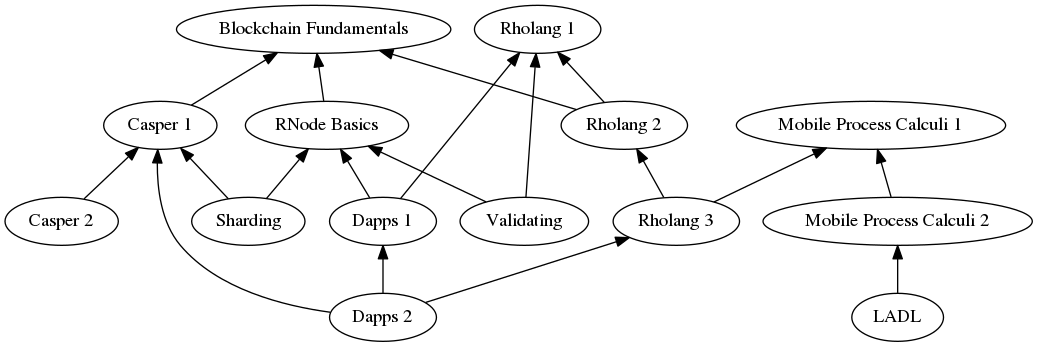 Blockchain Fundamentals
Rholang 1
Casper 1
RNode Basics
Rholang 2
Mobile Process Calculi 1
Casper 2
Sharding
Dapps 1
Validating
Rholang 3
Mobile Process Calculi 2
Dapps 2
LADL